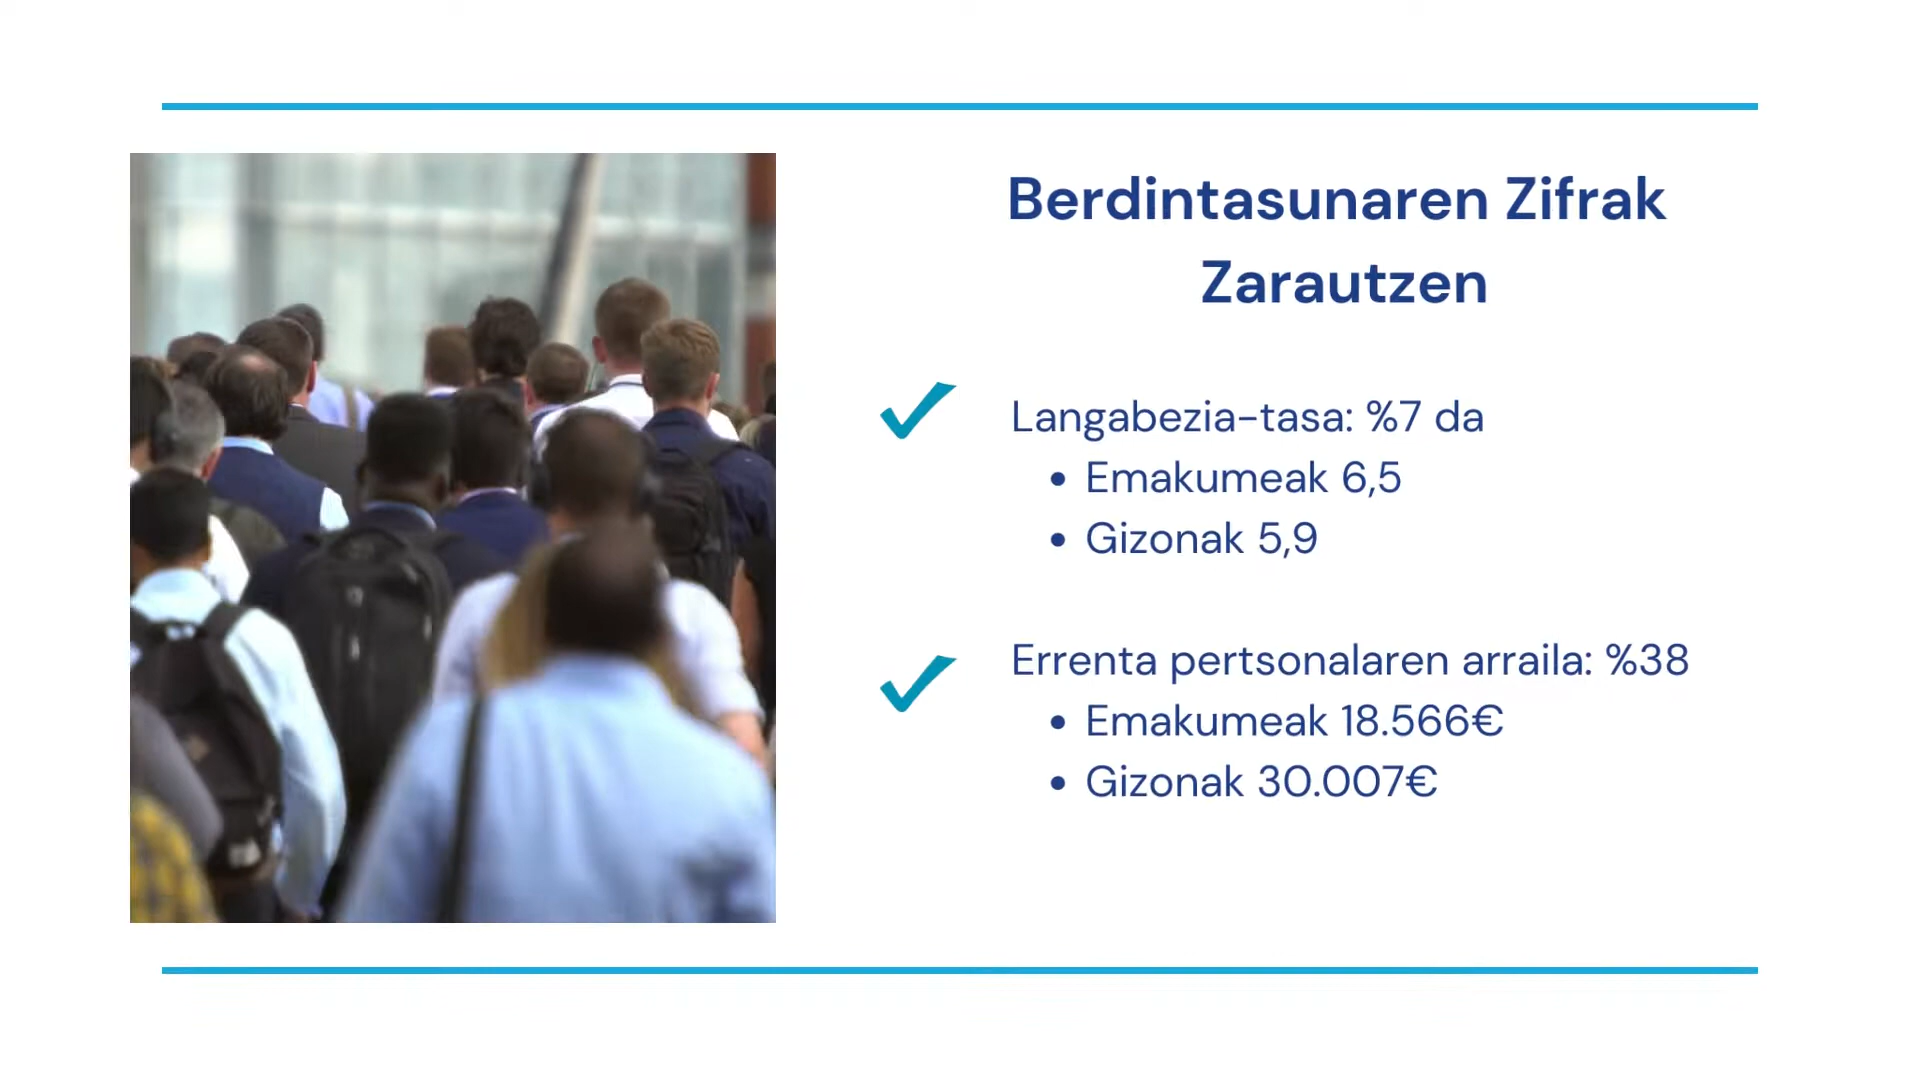 Berdintasunaren Zifrak
Zarautzen
Langabezia-tasa: %7 da
• Emakumeak 6,5
• Gizonak 5,9
Errenta pertsonalaren arraila: %38
• Emakumeak 18.566€
• Gizonak 30.007€